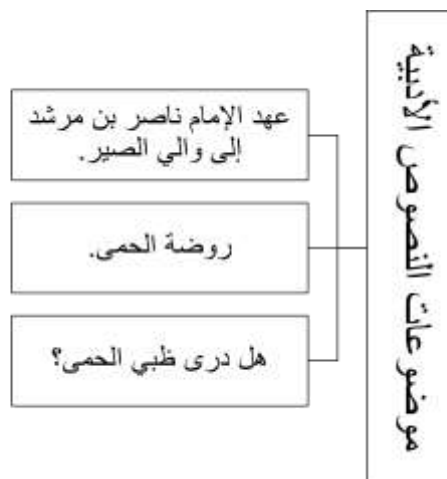 موضوعات النصوص الأدبية
عهد الإمام ناصر بن مرشد
إلى والي الصير.
روضة الحمى.
هل درى ظبي الحمى؟